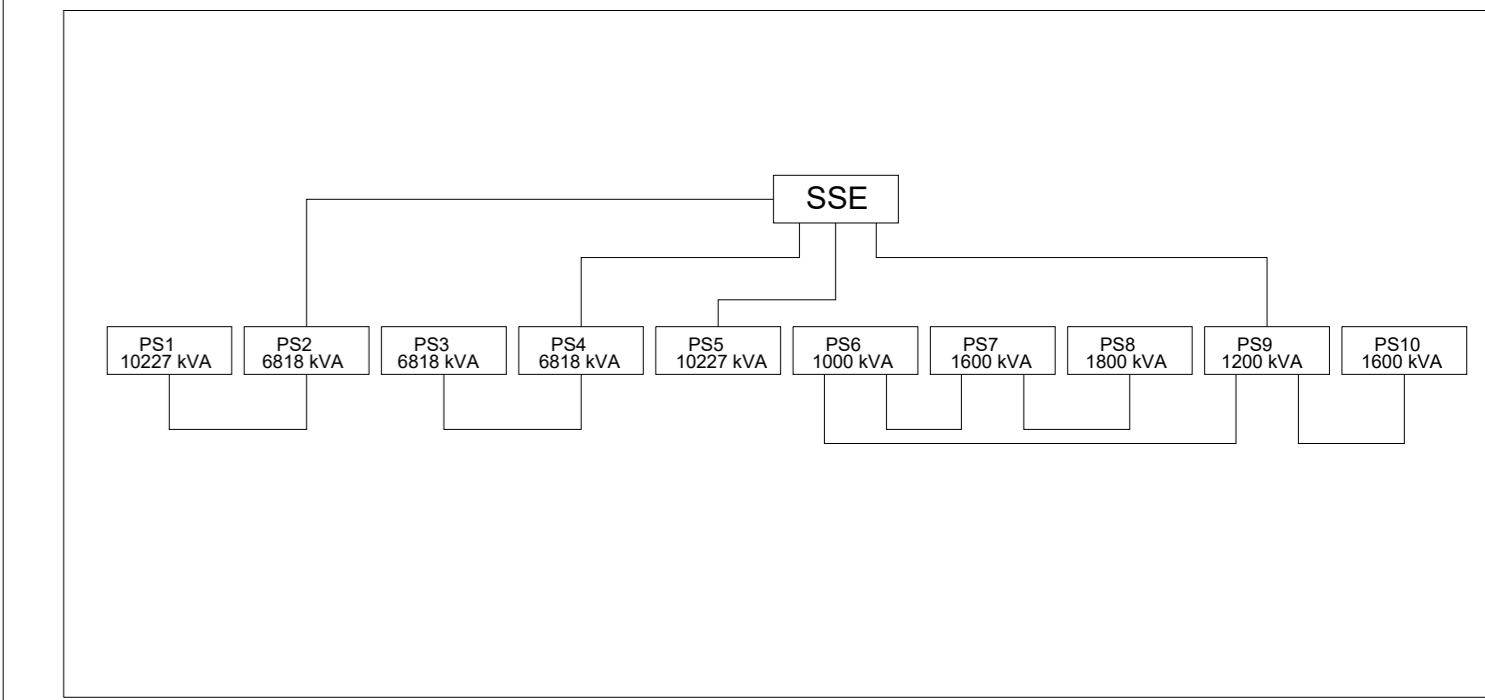 SSE
PS1
10227 kVA
PS2
6818 kVA
PS3
6818 kVA
PS4
6818 kVA
PS5
10227 kVA
PS6
1000 kVA
PS7
1600 kVA
PS8
1800 kVA
PS9
1200 kVA
PS10
1600 kVA